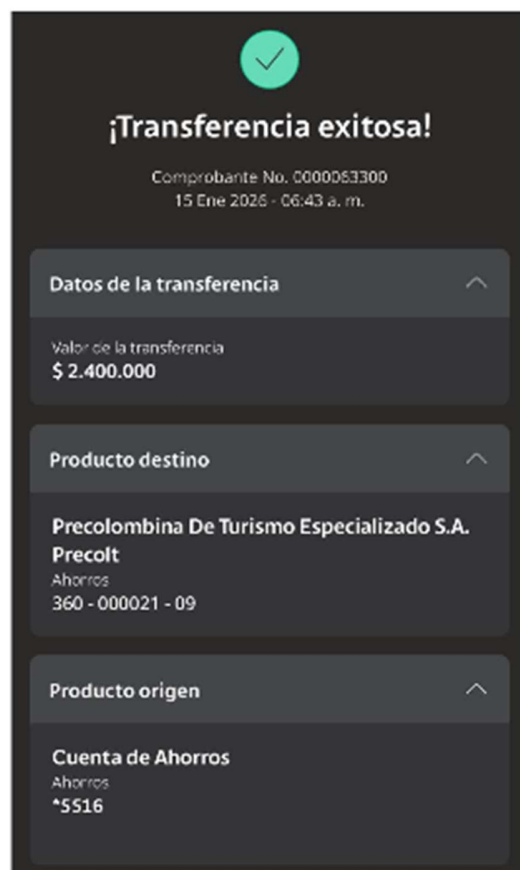 ¡Transferencia exitosa!
Comprobante No. 0000063300
15 Ene 2026 - 06:43 a. m.
Datos de la transferencia
Valor de la transferencia
$ 2.400.000
Producto destino
Precolombina De Turismo Especializado S.A.
Precolt
Ahorros
360 - 000021 - 09
Producto origen
Cuenta de Ahorros
Ahorros
*5516